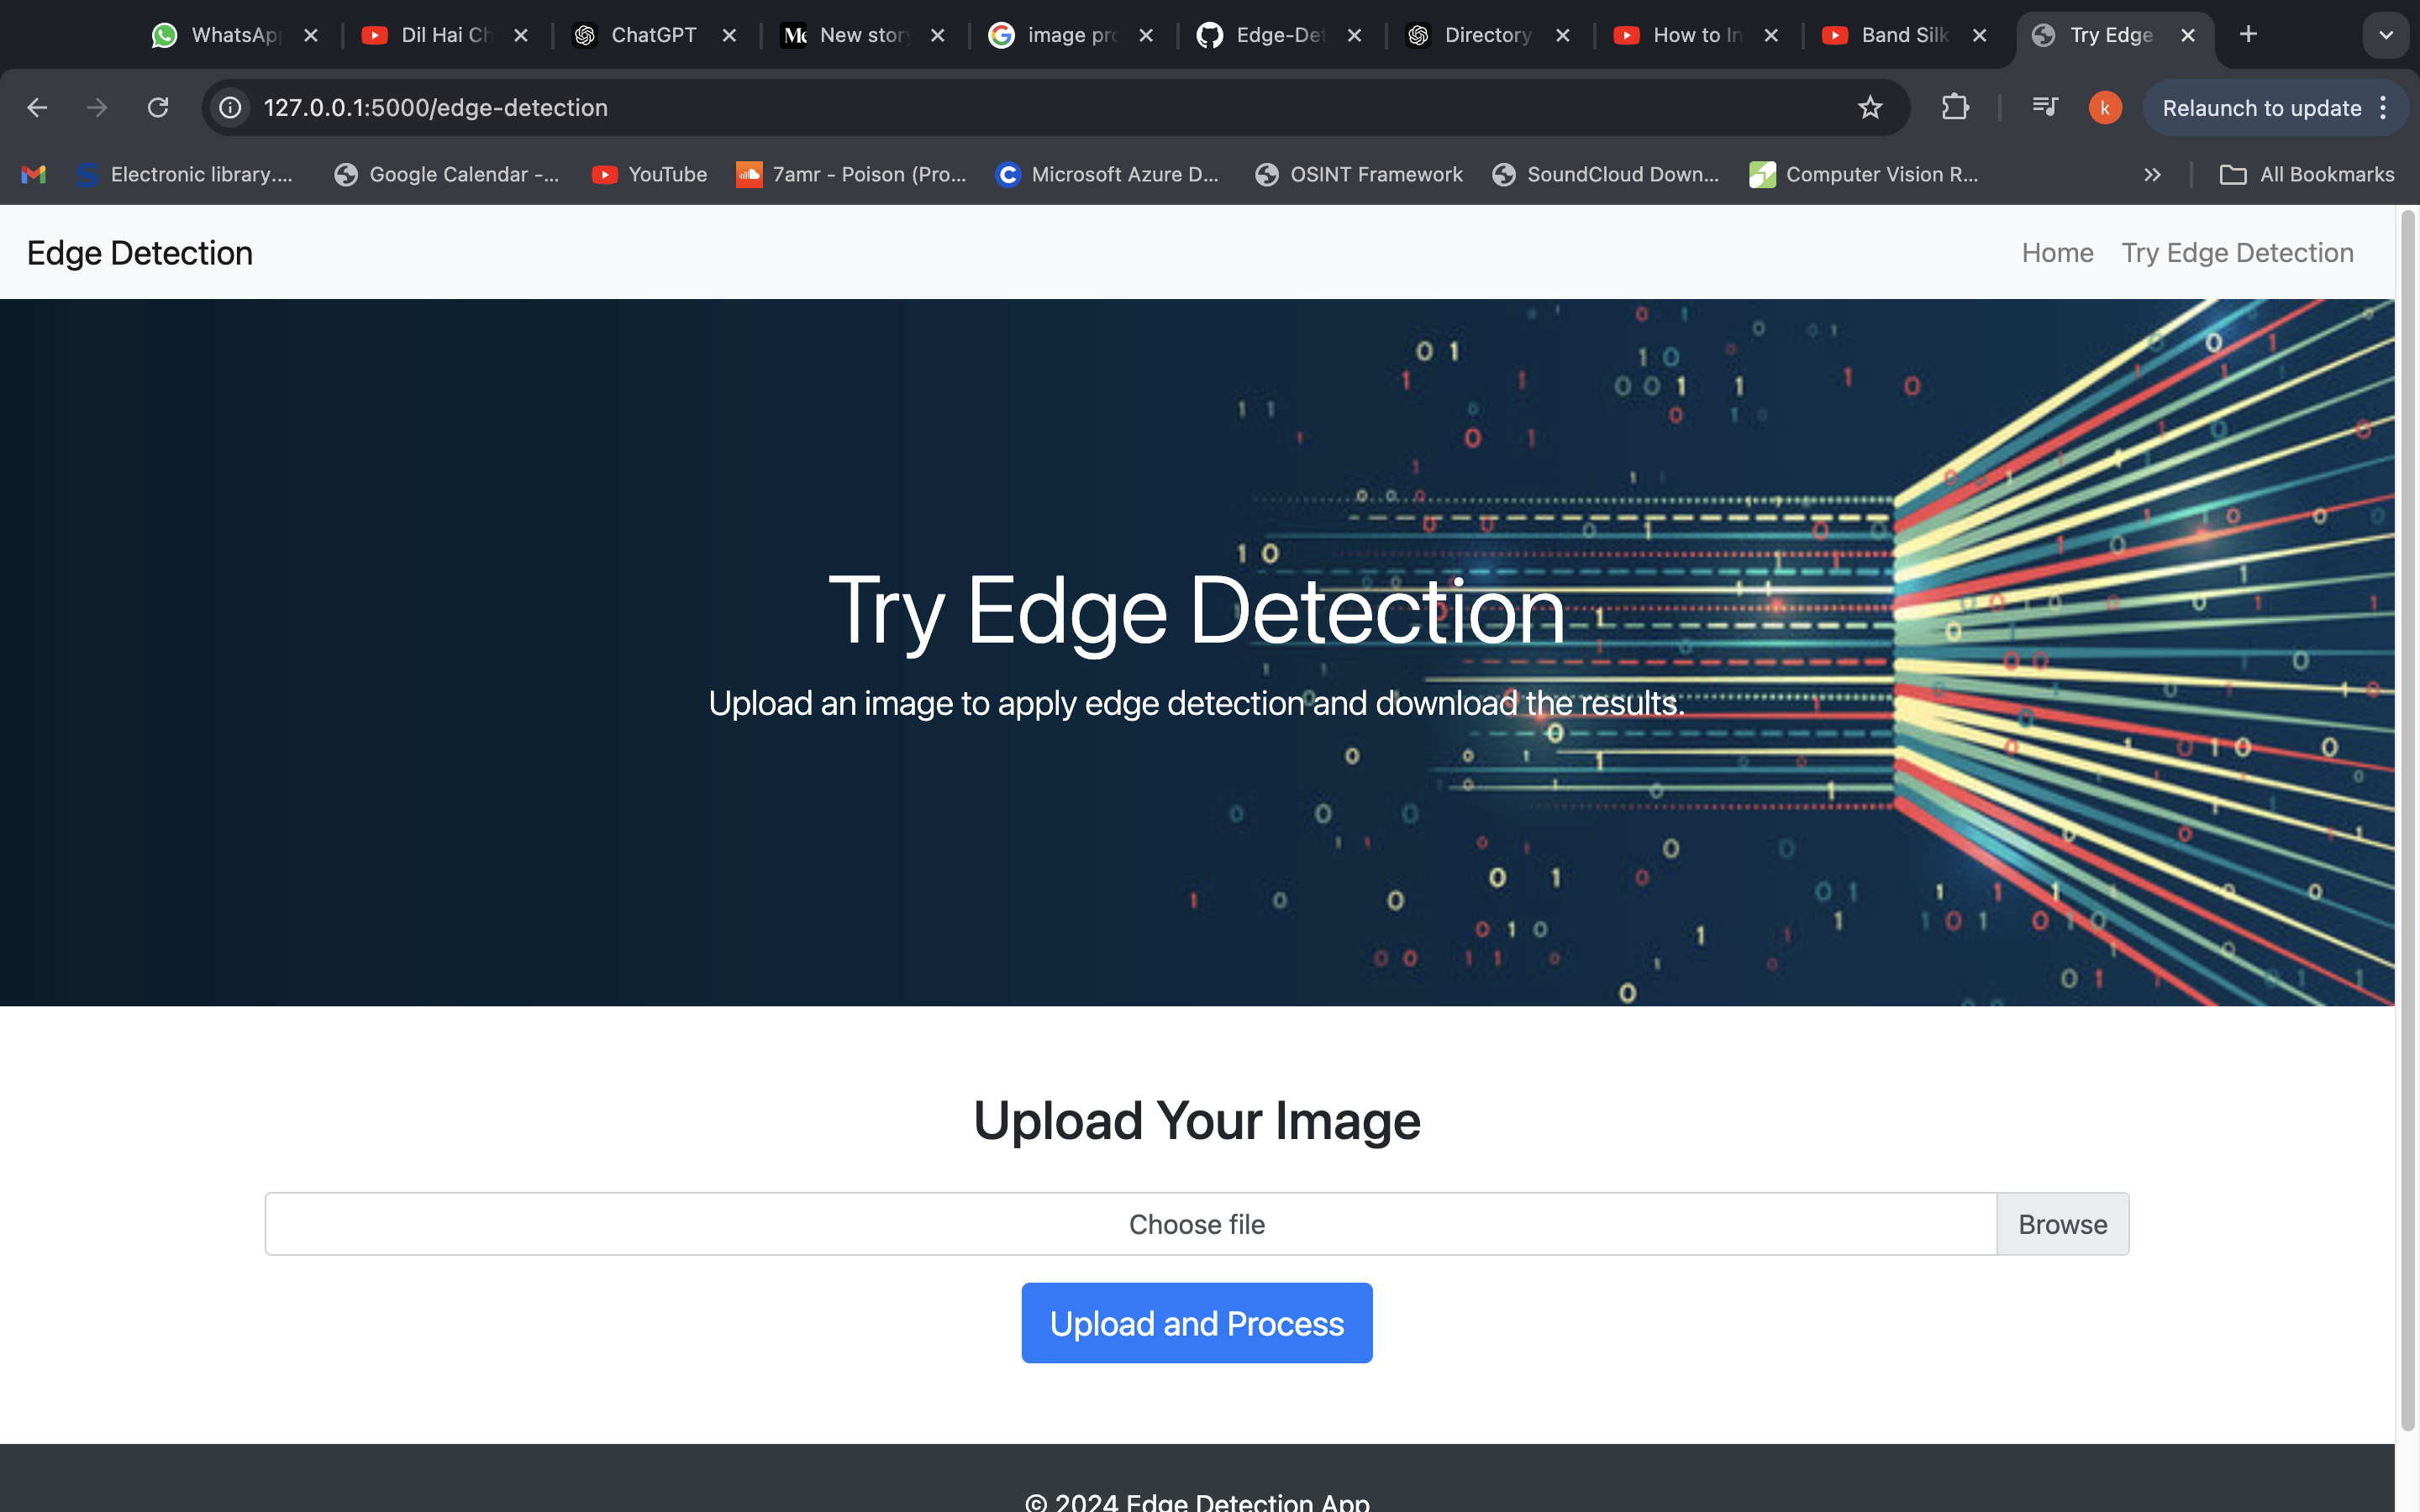 WhatsApp
Dil Hai Ch
ChatGPT
New story
image pro
Edge-Det
Directory
How to In
Band Silk
Try Edge
127.0.0.1:5000/edge-detection
k
Relaunch to update
Electronic library....
Google Calendar -...
YouTube
7amr - Poison (Pro...
Microsoft Azure D...
OSINT Framework
SoundCloud Down...
Computer Vision R...
All Bookmarks
Edge Detection
Home
Try Edge Detection
Try Edge Detection
Upload an image to apply edge detection and download the results.
Upload Your Image
Choose file
Browse
Upload and Process
© 2024 Edge Detection App